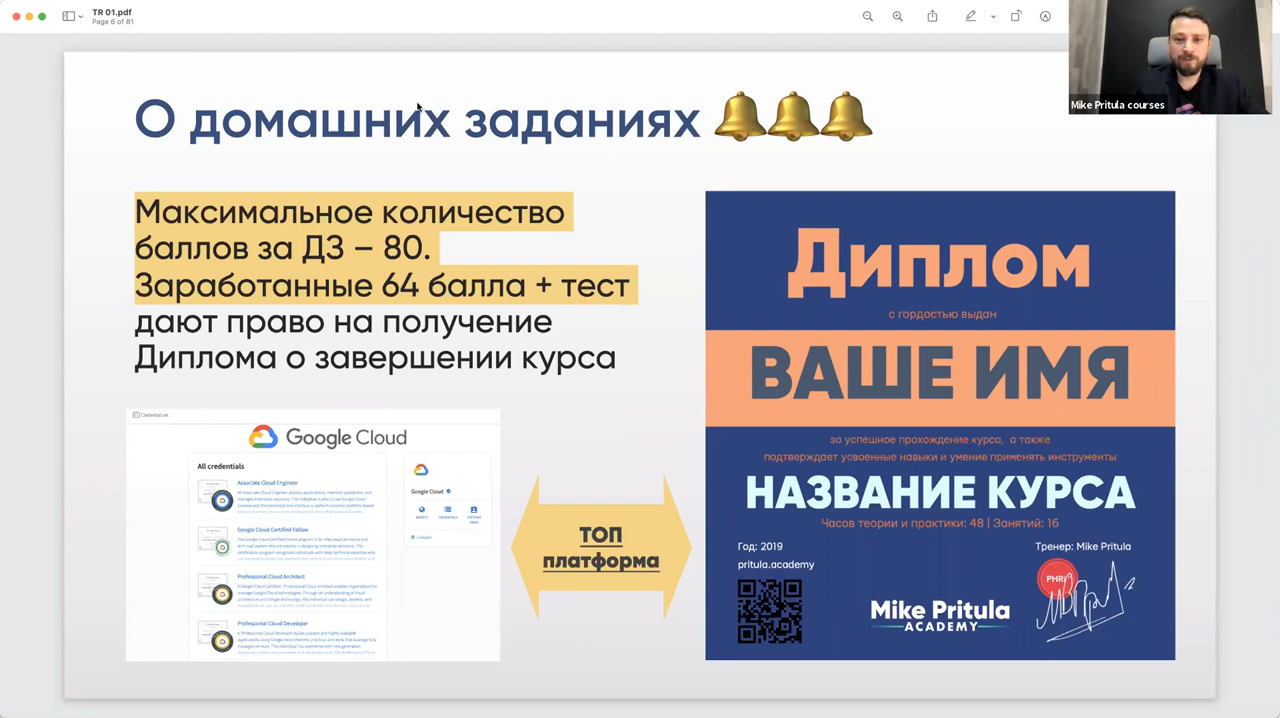 TR 01.pdf
Page 6 of 81
Mike Pritula courses
О домашних заданиях
Максимальное количество
баллов за ДЗ – 80.
Заработанные 64 балла + тест
дают право на получение
Диплома о завершении курса
Credential.net
Google Cloud
All credentials
Associate Cloud Engineer
Google Cloud Certified Fellow
Professional Cloud Architect
Professional Cloud Developer
Google Cloud
LinkedIn
ТОП
платформа
Диплом
с гордостью выдан
ВАШЕ ИМЯ
за успешное прохождение курса, а также
подтверждает усвоенные навыки и умение применять инструменты
НАЗВАНИЕ КУРСА
Часов теории и практики: 48 | Занятий: 16
Год: 2019
pritula.academy
Тренер: Mike Pritula
PHRi
Mike Pritula
ACADEMY